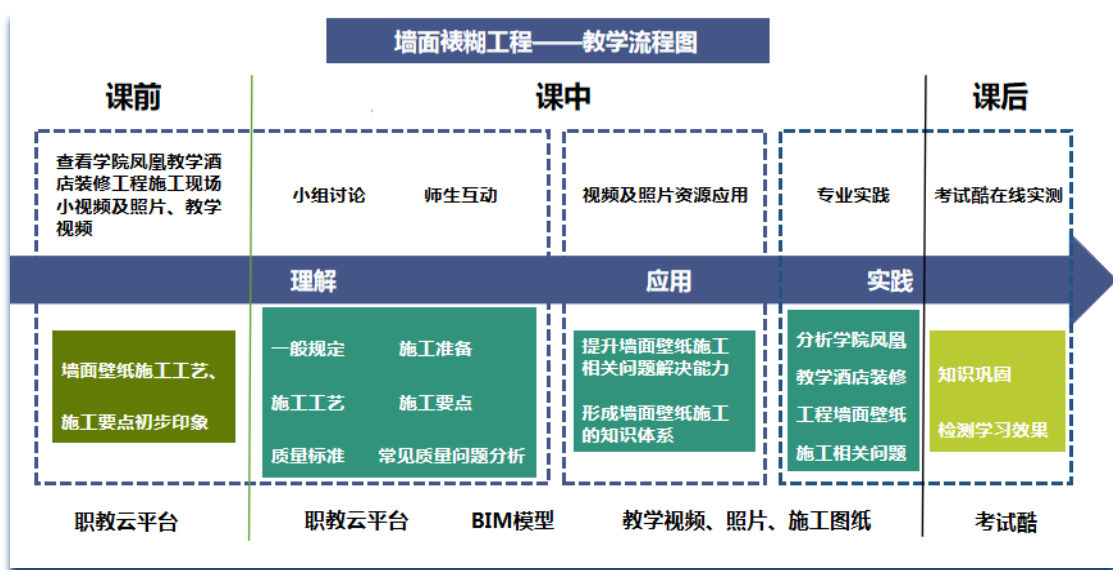 墙面裱糊工程——教学流程图
课前
课中
课后
查看学院凤凰教学酒
店装修工程施工现场
小视频及照片、教学
视频
小组讨论
师生互动
视频及照片资源应用
专业实践
考试酷在线实测
理解
应用
实践
墙面壁纸施工工艺、
施工要点初步印象
一般规定
施工准备
施工工艺
施工要点
质量标准
常见质量问题分析
提升墙面壁纸施工
相关问题解决能力
形成墙面壁纸施工
的知识体系
分析学院凤凰
教学酒店装修
工程墙面壁纸
施工相关问题
知识巩固
检测学习效果
职教云平台
职教云平台
BIM模型
教学视频、照片、施工图纸
考试酷